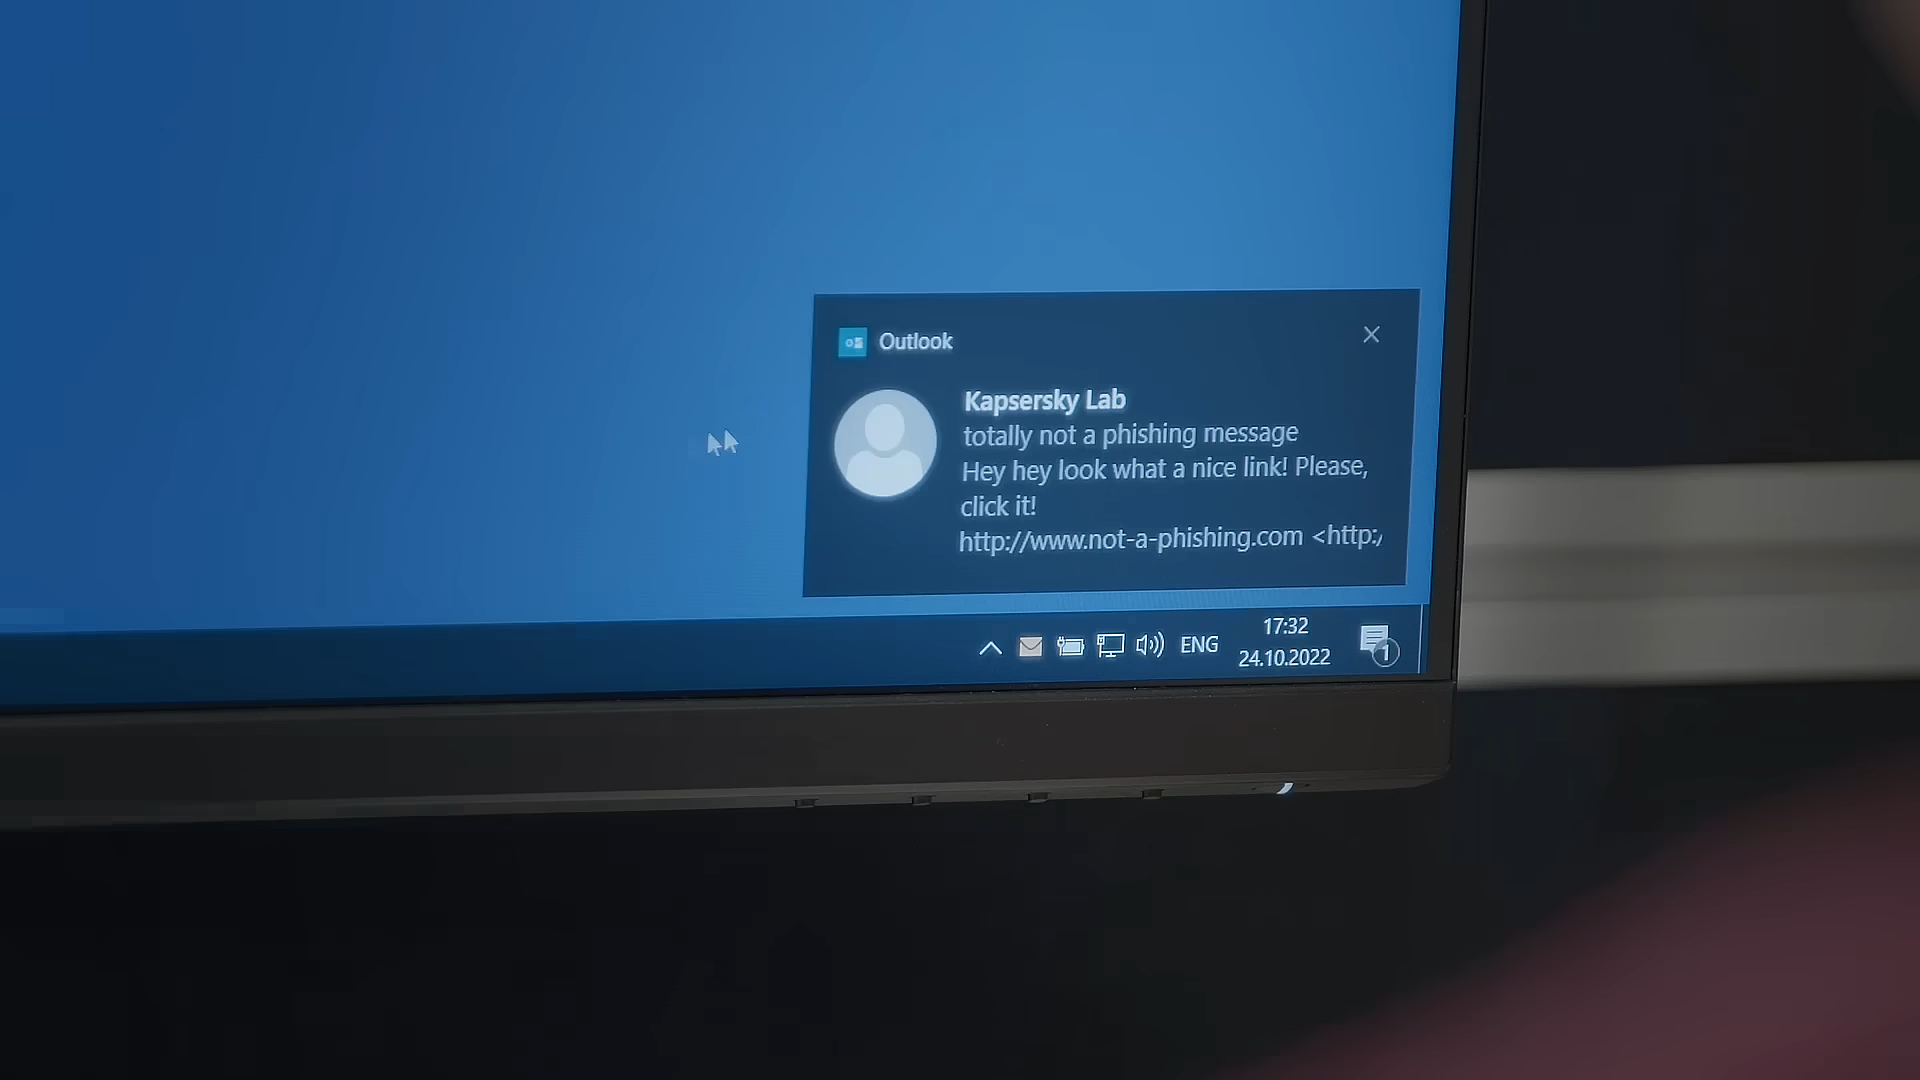 Outlook
Kapsersky Lab
totally not a phishing message
Hey hey look what a nice link! Please,
click it!
http://www.not-a-phishing.com <http:/
ENG
17:32
24.10.2022
1